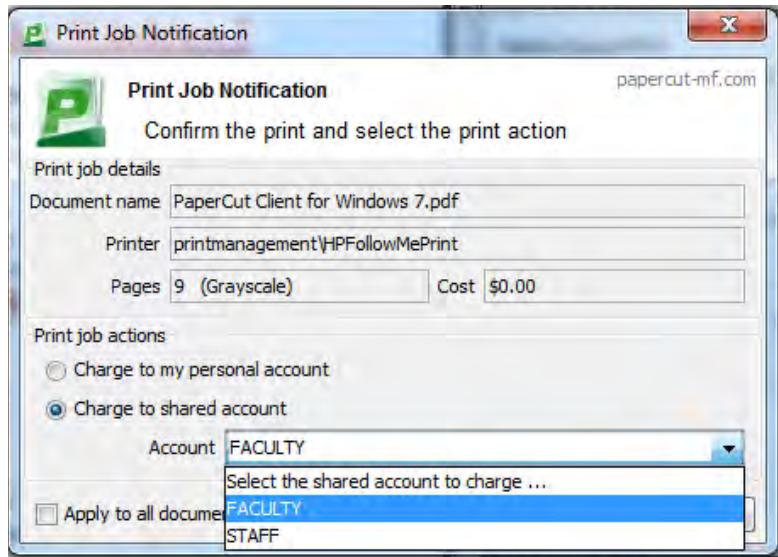 Print Job Notification
papercut-mf.com
Print Job Notification
Confirm the print and select the print action
Print job details
Document name PaperCut Client for Windows 7.pdf
Printer printmanagement\HPFollowMePrint
Pages 9 (Grayscale) Cost $0.00
Print job actions
Charge to my personal account
Charge to shared account
Account FACULTY
Select the shared account to charge ...
FACULTY
Apply to all docume
STAFF